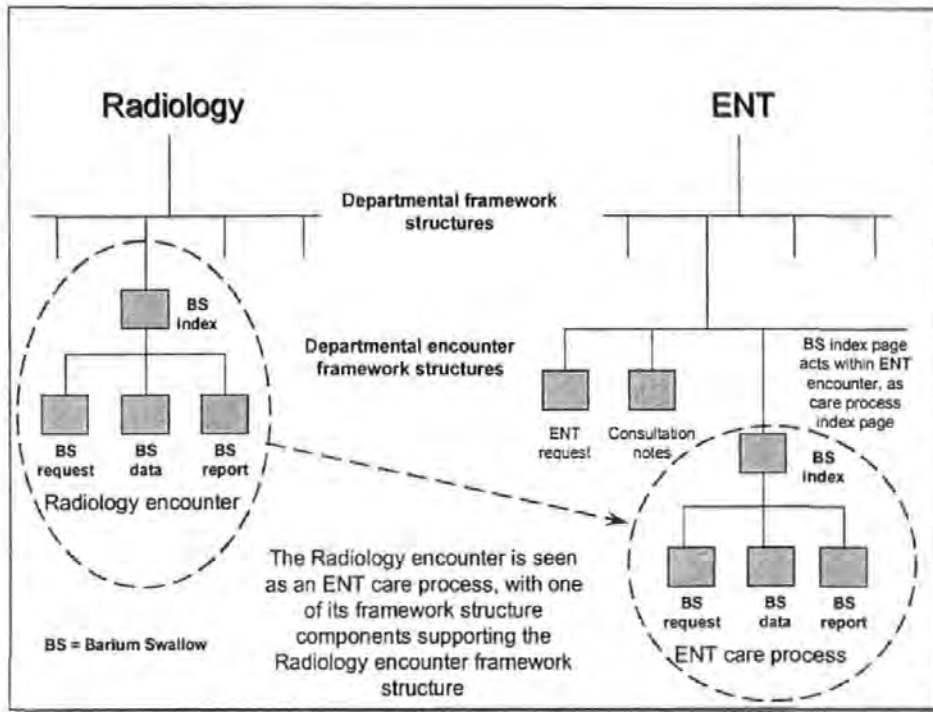 Radiology
ENT
Departmental framework
structures
BS
index
Departmental encounter
framework structures
BS index page
acts within ENT
encounter, as
care process
index page
BS
request
BS
data
BS
report
Radiology encounter
ENT
request
Consultation
notes
BS
index
The Radiology encounter is seen
as an ENT care process, with one
of its framework structure
components supporting the
Radiology encounter framework
structure
BS
request
BS
data
BS
report
ENT care process
BS = Barium Swallow